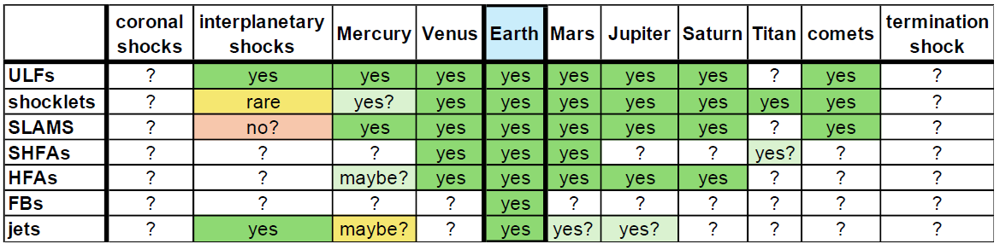 coronal shocks interplanetary shocks Mercury Venus Earth Mars Jupiter Saturn Titan comets termination shock
ULFs ? yes yes yes yes yes yes yes ? yes ?
shocklets ? rare yes? yes yes yes yes yes yes yes ?
SLAMS ? no? yes yes yes yes yes yes ? yes ?
SHFAs ? ? ? yes yes yes ? ? yes? ? ?
HFAs ? ? maybe? yes yes yes yes yes ? ? ?
FBs ? ? ? ? yes ? ? ? ? ? ?
jets ? yes maybe? ? yes yes? yes? ? ? ? ?